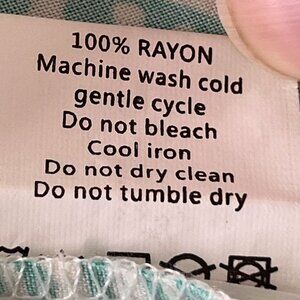 100% RAYON
Machine wash cold
gentle cycle
Do not bleach
Cool iron
Do not dry clean
Do not tumble dry